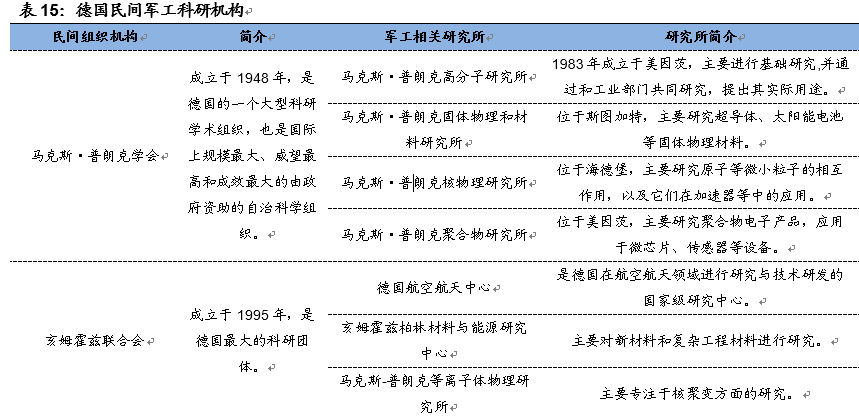 表 15：德国民间军工科研机构
民间组织机构 简介 军工相关研究所 研究所简介
马克斯·普朗克学会
成立于 1948 年，是
德国的一个大型科研
学术组织，也是国际
上规模最大、威望最
高和成效最大的由政
府资助的自治科学组
织。
马克斯·普朗克高分子研究所
1983 年成立于美因茨，主要进行基础研究,并通
过和工业部门共同研究，提出其实际用途。
马克斯·普朗克固体物理和材
料研究所
位于斯图加特，主要研究超导体、太阳能电池
等固体物理材料。
马克斯·普朗克核物理研究所
位于海德堡，主要研究原子等微小粒子的相互
作用，以及它们在加速器等中的应用。
马克斯·普朗克聚合物研究所
位于美因茨，主要研究聚合物电子产品，应用
于微芯片、传感器等设备。
亥姆霍兹联合会
成立于 1995 年，是
德国最大的科研团
体。
德国航空航天中心
是德国在航空航天领域进行研究与技术研发的
国家级研究中心。
亥姆霍兹柏林材料与能源研究
中心
主要对新材料和复杂工程材料进行研究。
马克斯-普朗克等离子体物理研
究所
主要专注于核聚变方面的研究。